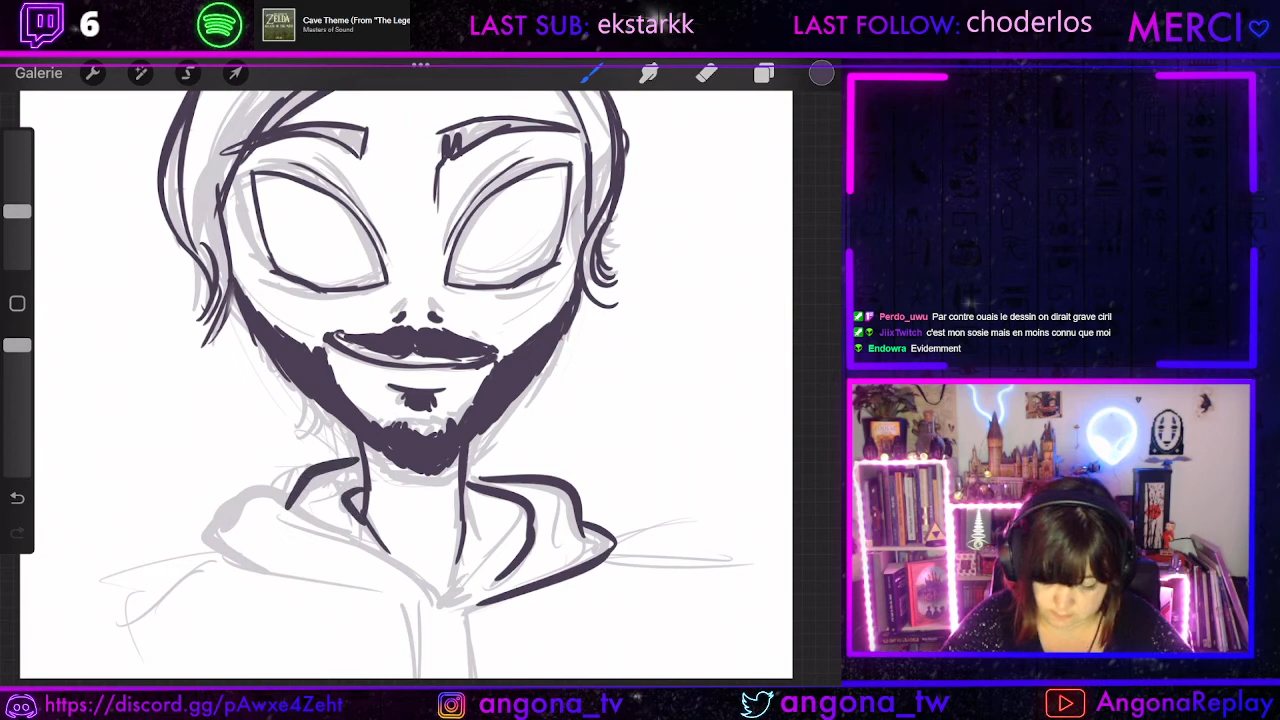 6
Cave Theme (From "The Lege
Masters of Sound
ZELDA
LAST SUB: ekstarkk
LAST FOLLOW: choderlos
MERCI
Galerie
Perdo_uwu Par contre ouais le dessin on dirait grave ciril
JiixTwitch c'est mon sosie mais en moins connu que moi
Endowra Evidemment
https://discord.gg/pAwxe4Zeht
angona_tv
angona_tw
AngonaReplay